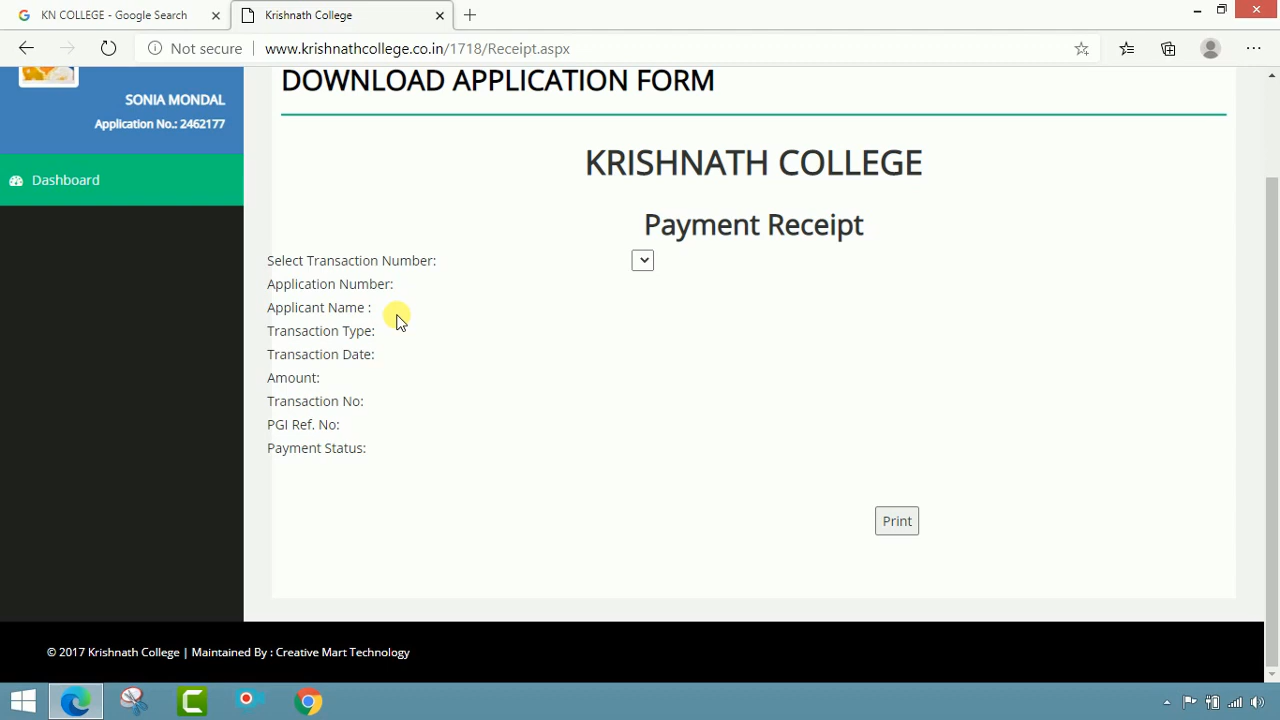 KN COLLEGE - Google Search
Krishnath College
Not secure
www.krishnathcollege.co.in/1718/Receipt.aspx
SONIA MONDAL
Application No.: 2462177
Dashboard
DOWNLOAD APPLICATION FORM
KRISHNATH COLLEGE
Payment Receipt
Select Transaction Number:
Application Number:
Applicant Name :
Transaction Type:
Transaction Date:
Amount:
Transaction No:
PGI Ref. No:
Payment Status:
Print
© 2017 Krishnath College | Maintained By : Creative Mart Technology